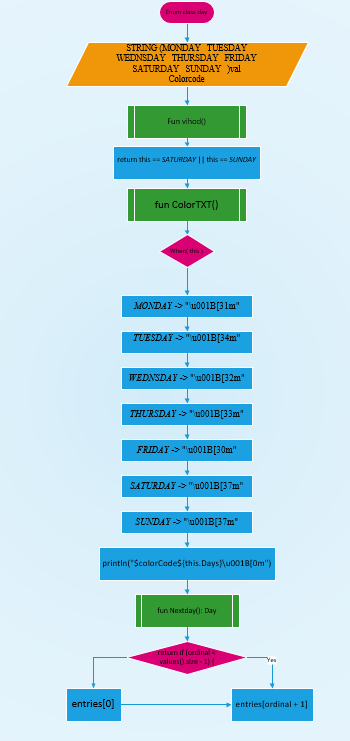 Enum class day
STRING (MONDAY TUESDAY
WEDNSDAY THURSDAY FRIDAY
SATURDAY SUNDAY )val
Colorcode
Fun vihod()
return this == SATURDAY || this == SUNDAY
fun ColorTXT()
When( this )
MONDAY -> "\u001B[31m"
TUESDAY -> "\u001B[34m"
WEDNSDAY -> "\u001B[32m"
THURSDAY -> "\u001B[33m"
FRIDAY -> "\u001B[30m"
SATURDAY -> "\u001B[37m"
SUNDAY -> "\u001B[37m"
println("$colorCode${this.Days}\u001B[0m")
fun Nextday(): Day
return if (ordinal <
values().size - 1) {
Yes
entries[0]
entries[ordinal + 1]